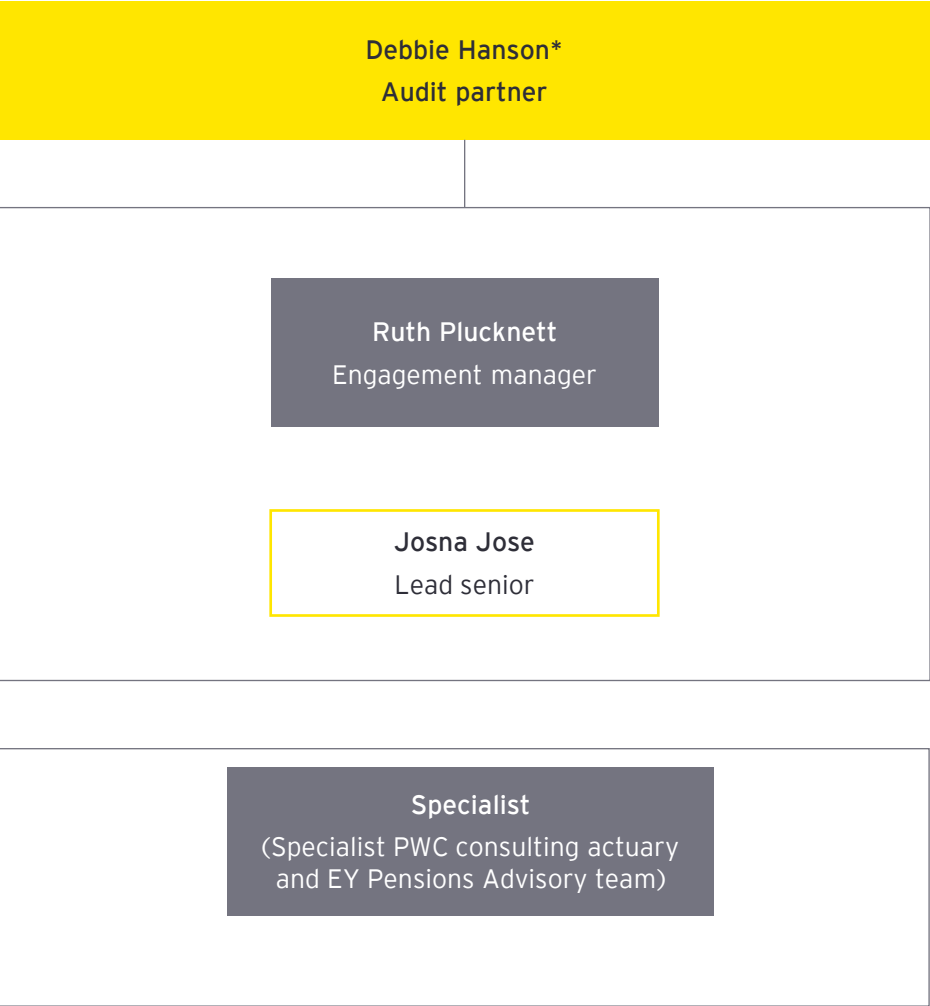 Debbie Hanson*
Audit partner
Ruth Plucknett
Engagement manager
Josna Jose
Lead senior
Specialist
(Specialist PWC consulting actuary
and EY Pensions Advisory team)